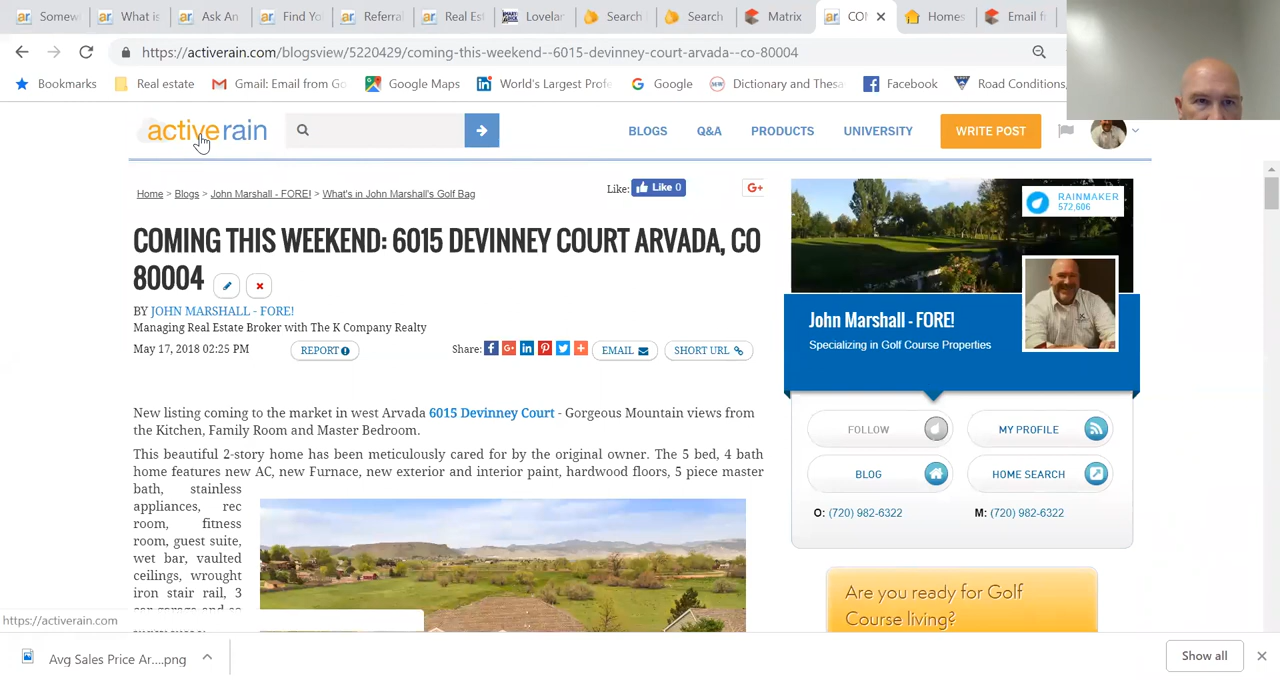 Somew
What is
Ask An
Find Yo
Referra
Real Est
Lovelan
Search
Search
Matrix
CO
Homes
Email f
https://activerain.com/blogsview/5220429/coming-this-weekend--6015-devinney-court-arvada--co-80004
Bookmarks
Real estate
Gmail: Email from Go
Google Maps
World's Largest Profe
Google
Dictionary and Thesa
Facebook
Road Conditions,
activerain
BLOGS
Q&A
PRODUCTS
UNIVERSITY
WRITE POST
Home > Blogs > John Marshall - FORE! > What's in John Marshall's Golf Bag
Like: Like 0
G+
RAINMAKER
572,606
COMING THIS WEEKEND: 6015 DEVINNEY COURT ARVADA, CO
80004
BY JOHN MARSHALL - FORE!
Managing Real Estate Broker with The K Company Realty
May 17, 2018 02:25 PM
REPORT
Share:
EMAIL
SHORT URL
John Marshall - FORE!
Specializing in Golf Course Properties
FOLLOW
MY PROFILE
BLOG
HOME SEARCH
O: (720) 982-6322
M: (720) 982-6322
New listing coming to the market in west Arvada 6015 Devinney Court - Gorgeous Mountain views from
the Kitchen, Family Room and Master Bedroom.
This beautiful 2-story home has been meticulously cared for by the original owner. The 5 bed, 4 bath
home features new AC, new Furnace, new exterior and interior paint, hardwood floors, 5 piece master
bath, stainless
appliances, rec
room, fitness
room, guest suite,
wet bar, vaulted
ceilings, wrought
iron stair rail, 3
Are you ready for Golf
Course living?
https://activerain.com
Avg Sales Price Ar....png
Show all